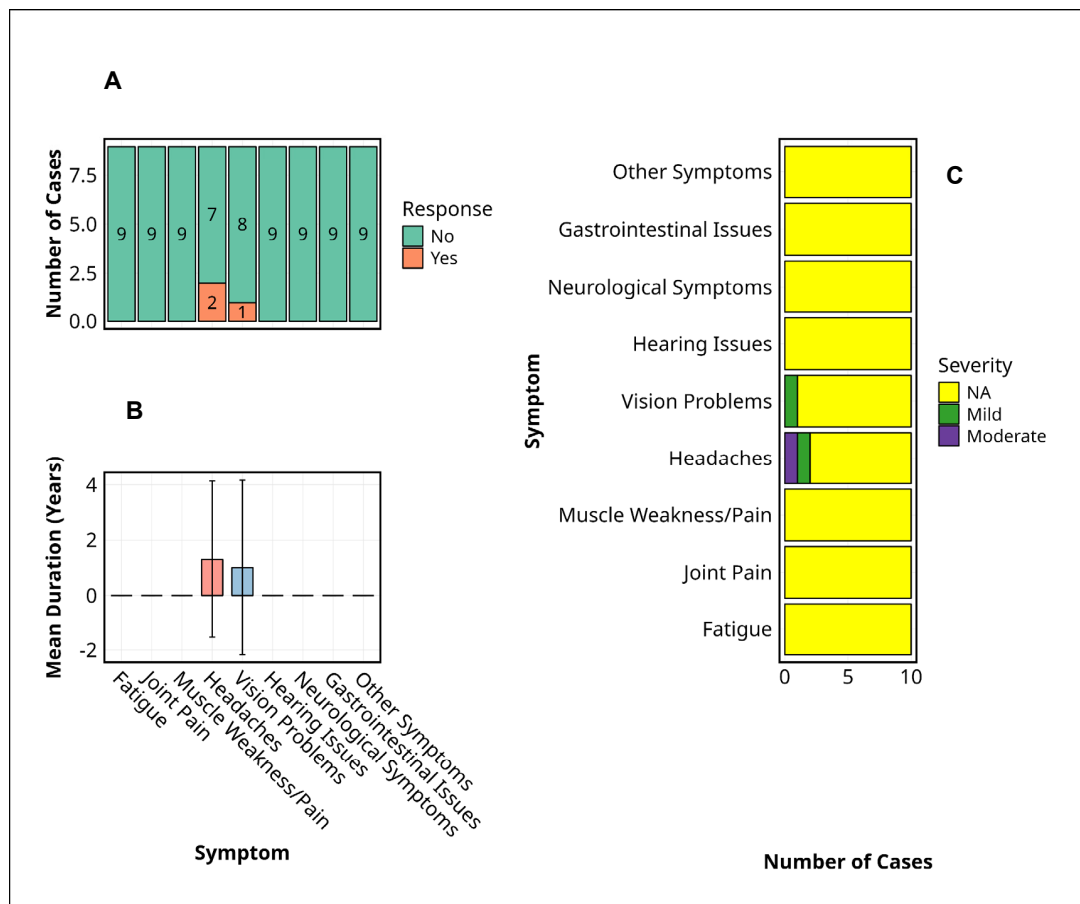 A
Number of Cases
7.5
5.0
2.5
0.0
9
9
9
7
2
8
1
9
9
9
9
Response
No
Yes
B
Mean Duration (Years)
4
2
0
-2
Fatigue
Joint Pain
Muscle Weakness/Pain
Headaches
Vision Problems
Hearing Issues
Neurological Symptoms
Gastrointestinal Issues
Other Symptoms
Symptom
C
Symptom
Other Symptoms
Gastrointestinal Issues
Neurological Symptoms
Hearing Issues
Vision Problems
Headaches
Muscle Weakness/Pain
Joint Pain
Fatigue
0
5
10
Number of Cases
Severity
NA
Mild
Moderate